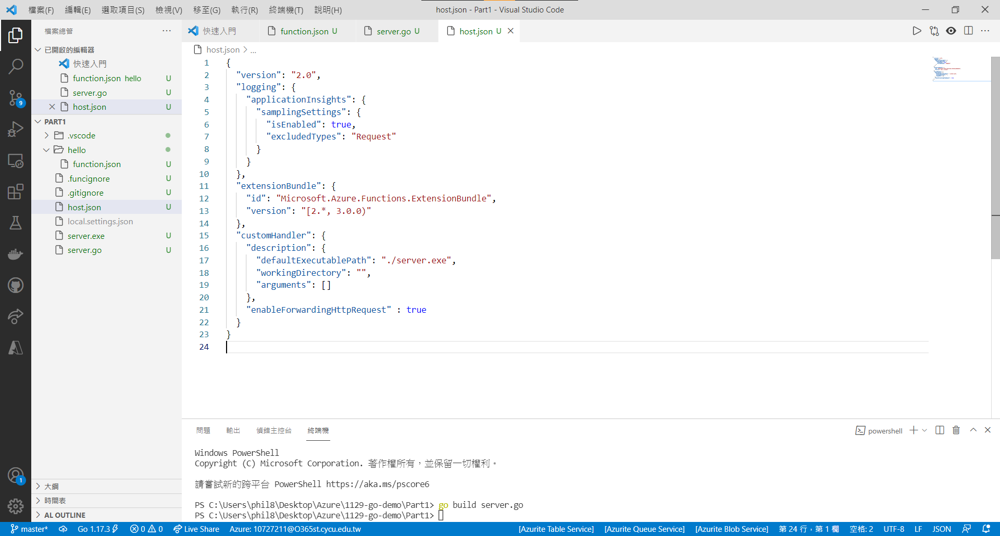 檔案(F) 編輯(E) 選取項目(S) 檢視(V) 移至(G) 執行(R) 終端機(T) 說明(H) host.json - Part1 - Visual Studio Code
檔案總管
已開啟的編輯器
快速入門
function.json hello U
server.go U
host.json U
PART1
.vscode
hello
function.json U
.funcignore U
.gitignore U
host.json U
local.settings.json
server.exe U
server.go U
大綱
時間表
AL OUTLINE
9
1
快速入門 function.json U server.go U host.json U
host.json > ...
1 {
2 "version": "2.0",
3 "logging": {
4 "applicationInsights": {
5 "samplingSettings": {
6 "isEnabled": true,
7 "excludedTypes": "Request"
8 }
9 }
10 },
11 "extensionBundle": {
12 "id": "Microsoft.Azure.Functions.ExtensionBundle",
13 "version": "[2.*, 3.0.0)"
14 },
15 "customHandler": {
16 "description": {
17 "defaultExecutablePath": "./server.exe",
18 "workingDirectory": "",
19 "arguments": []
20 },
21 "enableForwardingHttpRequest" : true
22 }
23 }
24
問題 輸出 偵錯主控台 終端機 powershell
Windows PowerShell
Copyright (C) Microsoft Corporation. 著作權所有，並保留一切權利。
請嘗試新的跨平台 PowerShell https://aka.ms/pscore6
PS C:\Users\phil8\Desktop\Azure\1129-go-demo\Part1> go build server.go
PS C:\Users\phil8\Desktop\Azure\1129-go-demo\Part1>
master* Go 1.17.3 0 0 Live Share Azure: 10727211@O365st.cycu.edu.tw [Azurite Table Service] [Azurite Queue Service] [Azurite Blob Service] 第 24 行，第 1 欄 空格: 2 UTF-8 LF JSON